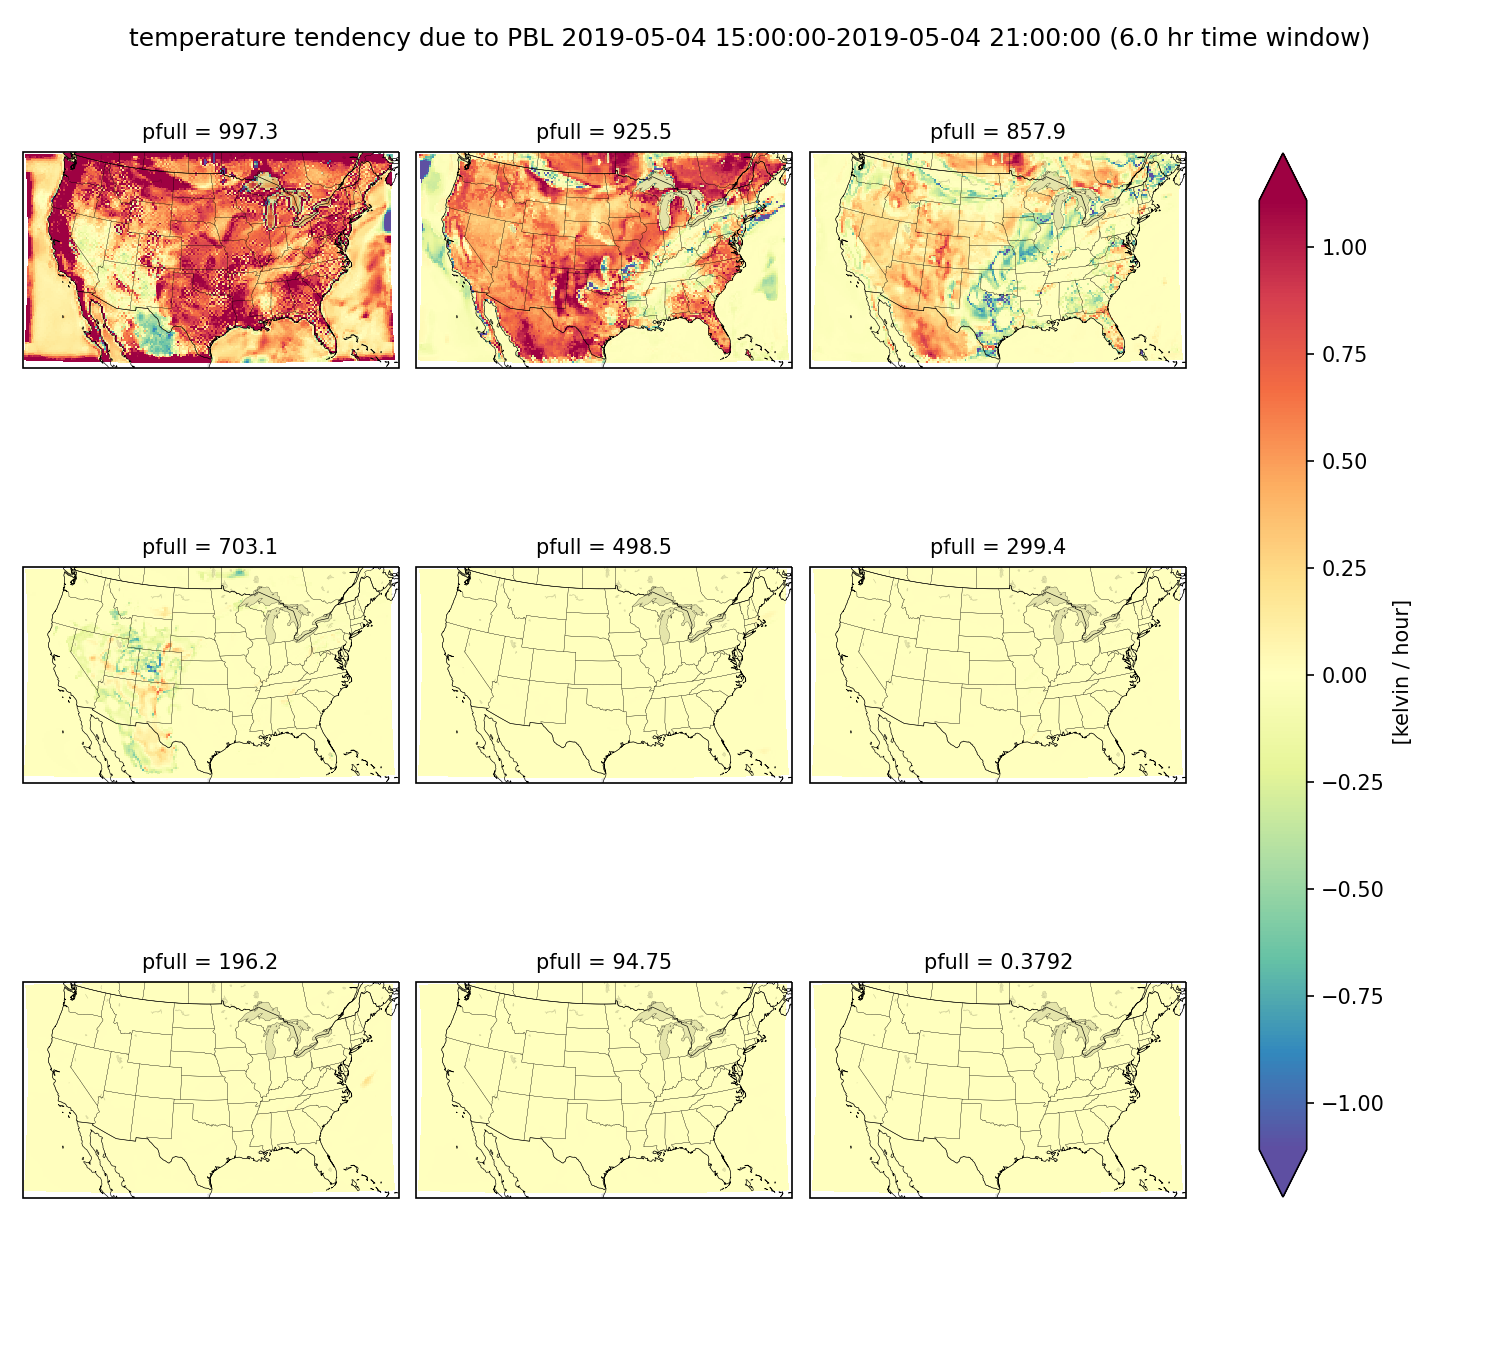 temperature tendency due to PBL 2019-05-04 15:00:00-2019-05-04 21:00:00 (6.0 hr time window)
pfull = 997.3
pfull = 925.5
pfull = 857.9
pfull = 703.1
pfull = 498.5
pfull = 299.4
pfull = 196.2
pfull = 94.75
pfull = 0.3792
1.00
0.75
0.50
0.25
0.00
−0.25
−0.50
−0.75
−1.00
[kelvin / hour]